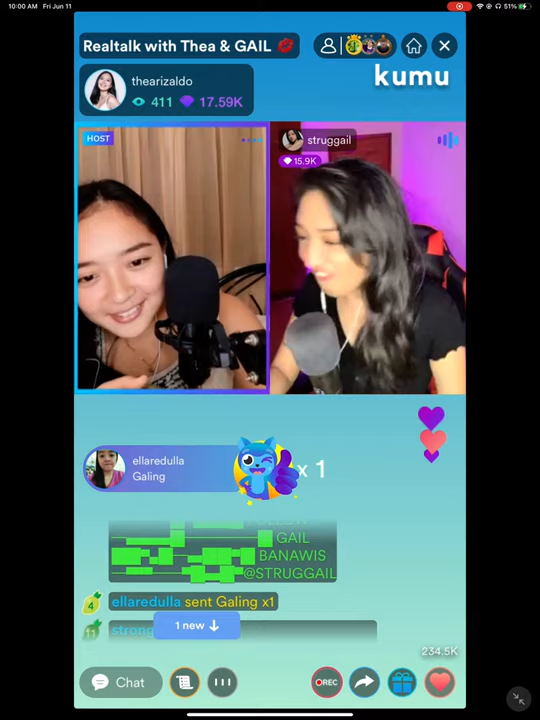 10:00 AM Fri Jun 11
51%
Realtalk with Thea & GAIL 💋
kumu
thearizaldo
411 17.59K
HOST
struggail
15.9K
ellaredulla
Galing
x 1
GAIL
BANAWIS
@STRUGGAIL
4
ellaredulla sent Galing x1
11
strong
1 new ↓
234.5K
Chat
REC